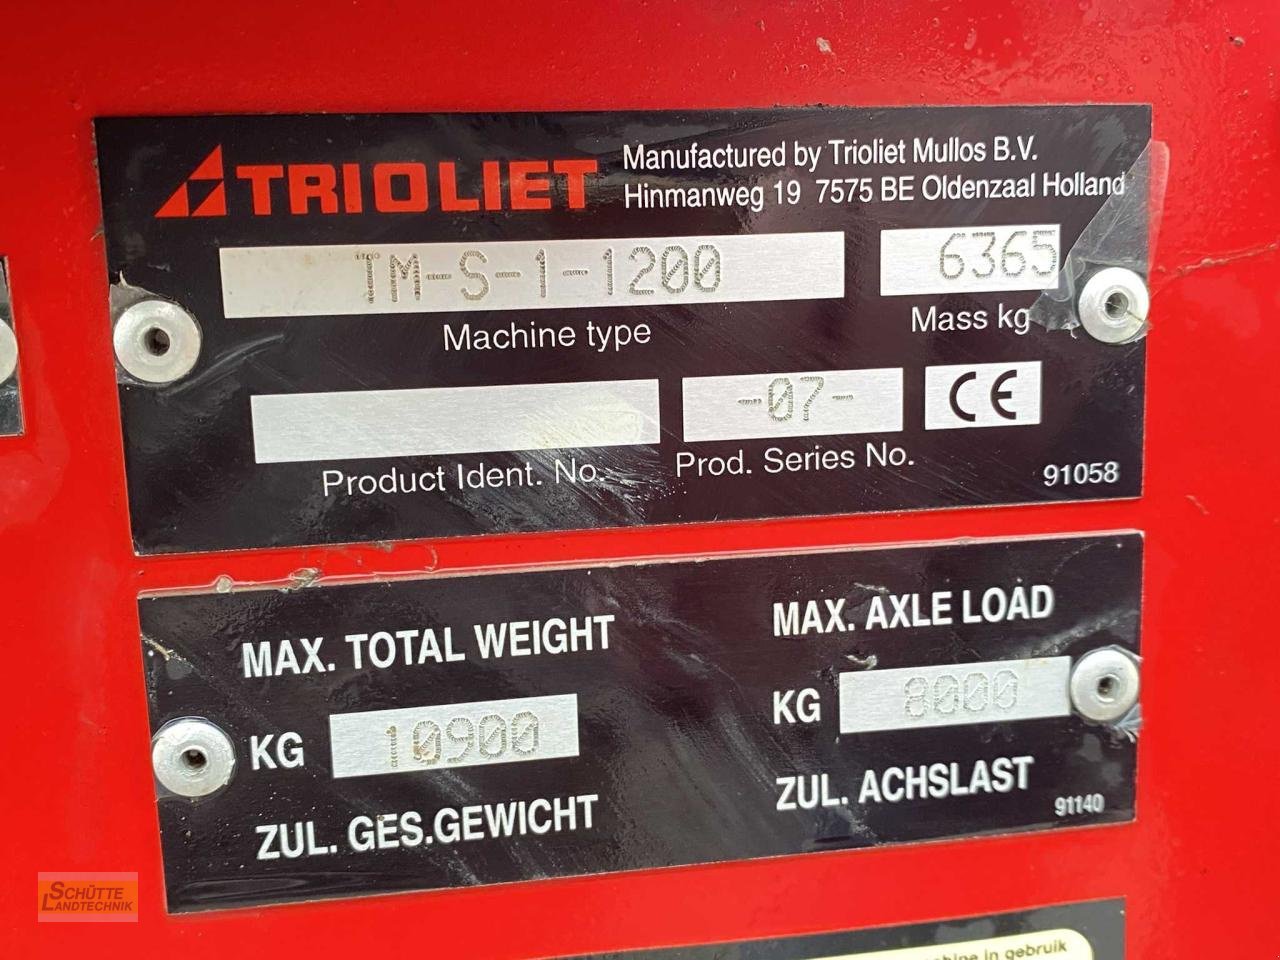 TRIOLIET
Manufactured by Trioliet Mullos B.V.
Hinmanweg 19 7575 BE Oldenzaal Holland
TM-S-1-1200
6365
Machine type
Mass kg
-07-
CE
Product Ident. No.
Prod. Series No.
91058
MAX. TOTAL WEIGHT
MAX. AXLE LOAD
KG 10900
KG 8000
ZUL. GES.GEWICHT
ZUL. ACHSLAST
91140
SCHÜTTE
LANDTECHNIK
in gebruik